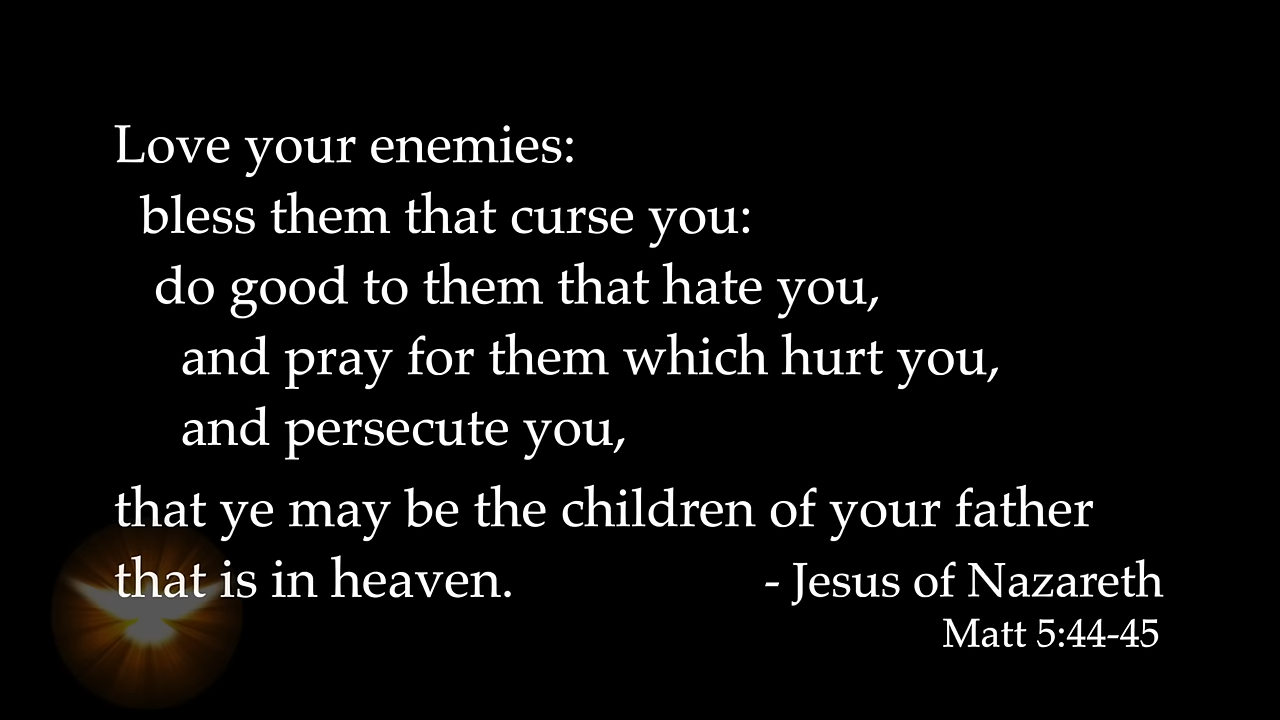 Love your enemies:
bless them that curse you:
do good to them that hate you,
and pray for them which hurt you,
and persecute you,
that ye may be the children of your father
that is in heaven.
- Jesus of Nazareth
Matt 5:44-45